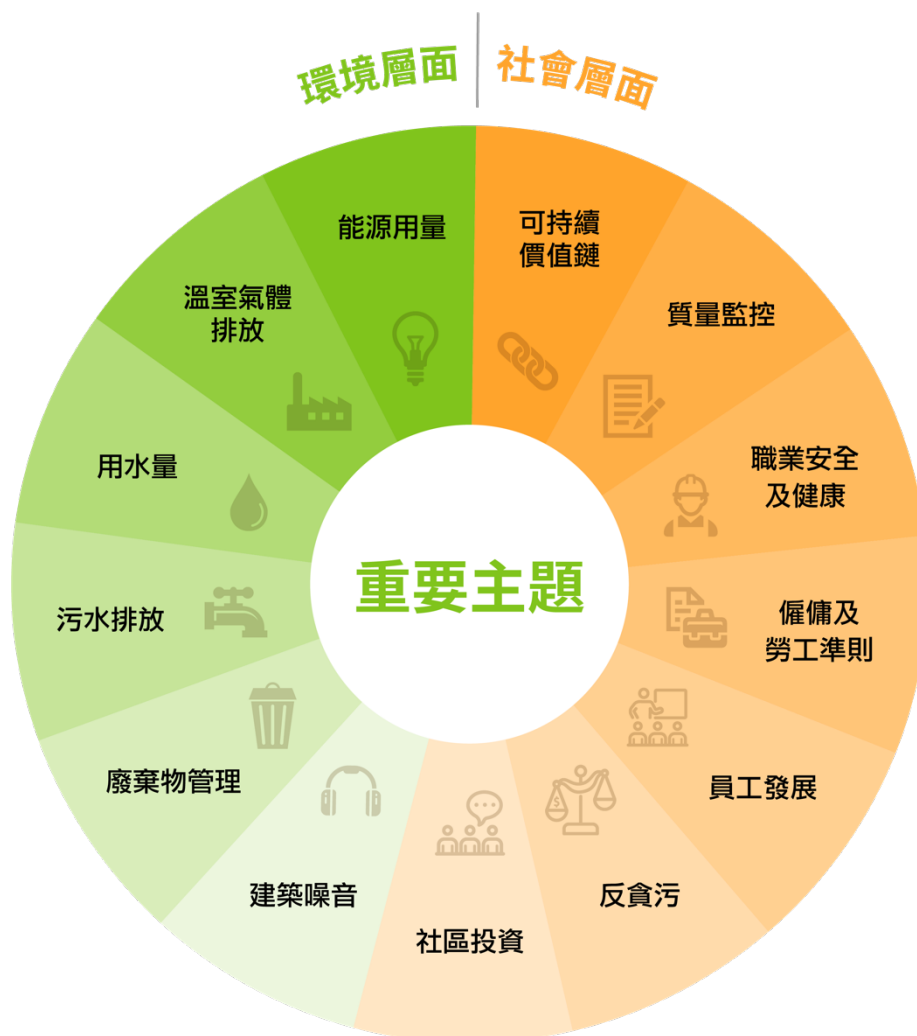 環境層面
社會層面
能源用量
可持續
價值鏈
溫室氣體
排放
質量監控
用水量
職業安全
及健康
重要主題
污水排放
僱傭及
勞工準則
廢棄物管理
員工發展
建築噪音
反貪污
社區投資
$